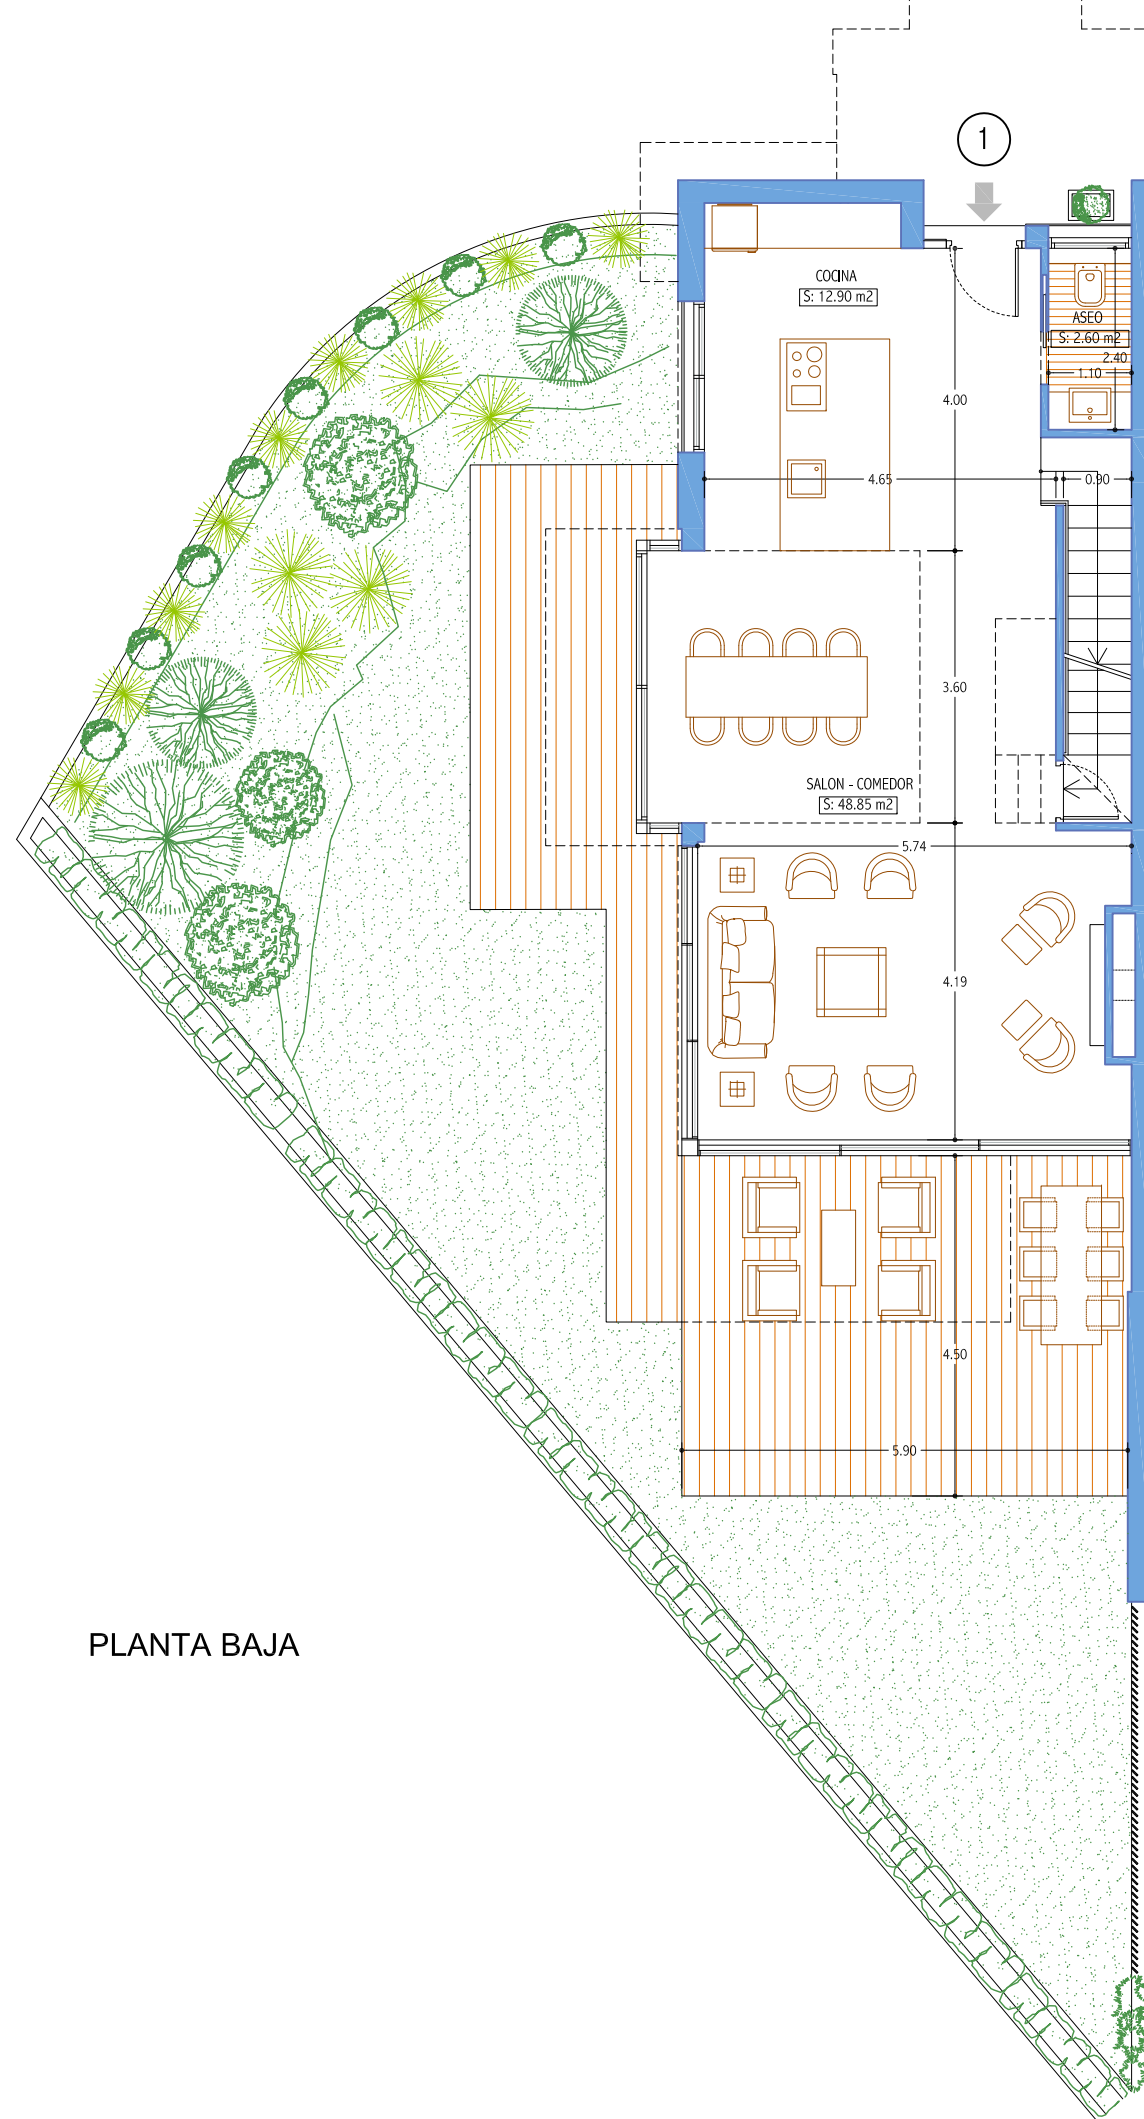 1
COCINA
S: 12.90 m2
ASEO
S: 2.60 m2
2.40
1.10
4.00
4.65
0.90
3.60
SALON - COMEDOR
S: 48.85 m2
5.74
4.19
4.50
5.90
PLANTA BAJA